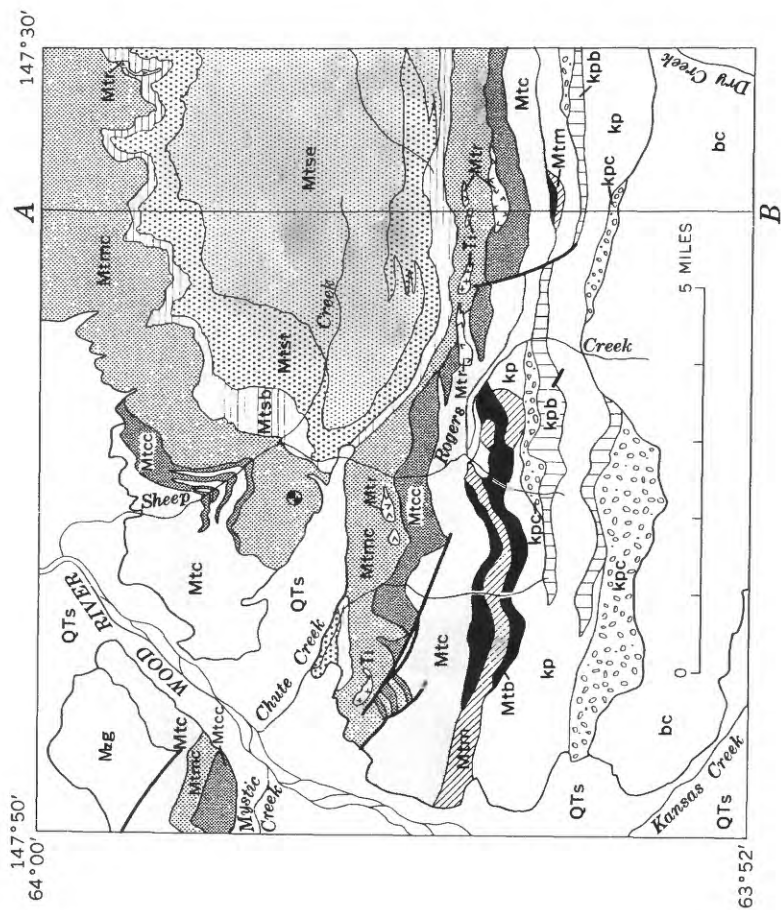 147°50'
64°00'
A
147°30'
QTs
RIVER
WOOD
Mzg
Mtc
Mtmc
Mtcc
Mystic
Creek
Mtc
Sheep
Creek
Mtcc
Mtmc
Mtr
Mtsb
Mtst
Mtse
QTs
Chute Creek
Ti
Mtmc
Mtr
Mtcc
Mtr
Ti
Mtr
Rogers
Creek
Mtc
Mtm
Mtb
Mtc
Mtm
kp
kpc
kpb
kp
kpc
kpb
kp
kpc
QTs
bc
Kansas Creek
QTs
bc
Dry Creek
0
5 MILES
63°52'
B